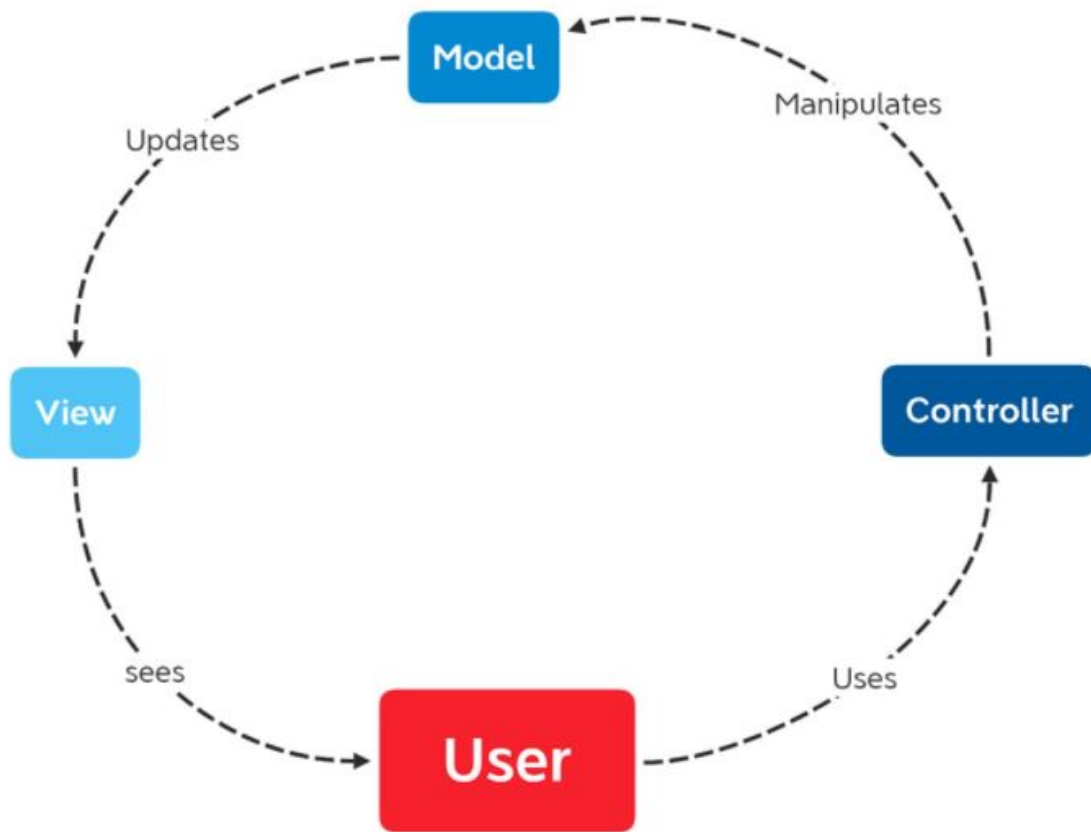 Model
Manipulates
Updates
View
Controller
sees
Uses
User